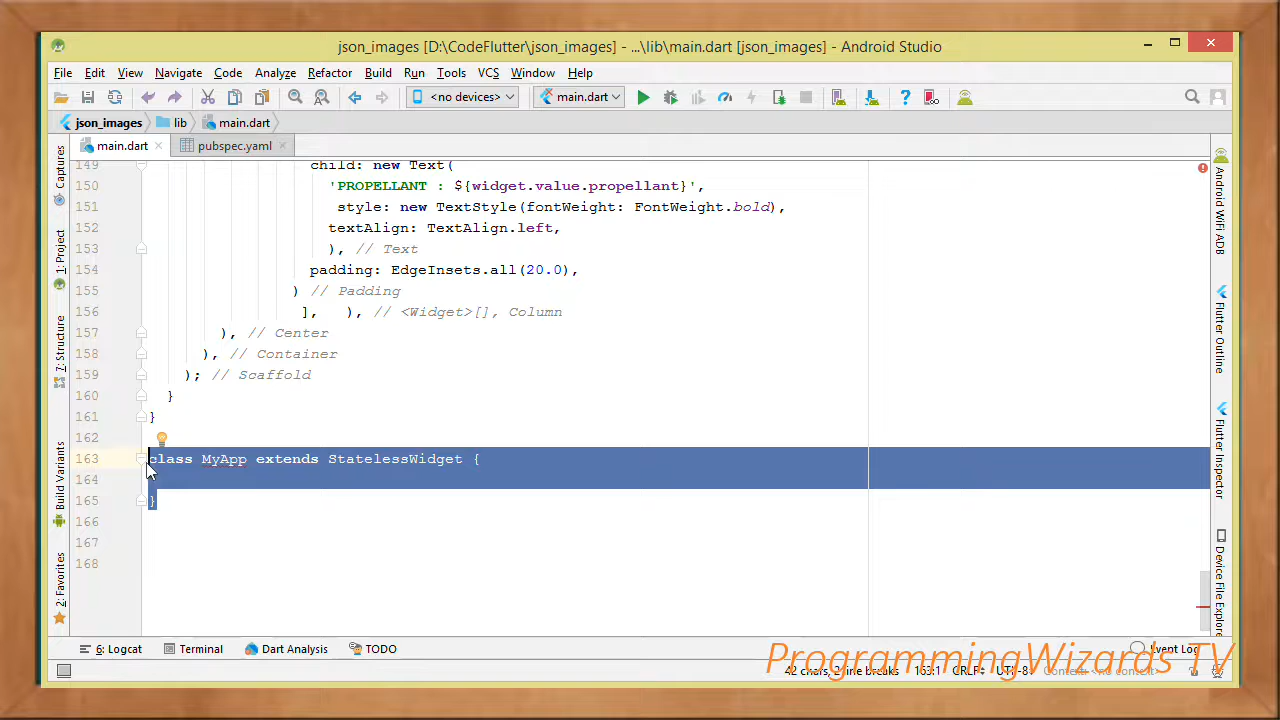 json_images [D:\CodeFlutter\json_images] - ...\lib\main.dart [json_images] - Android Studio
File Edit View Navigate Code Analyze Refactor Build Run Tools VCS Window Help
<no devices> main.dart
json_images lib main.dart
main.dart pubspec.yaml
149 child: new Text(
150 'PROPELLANT : ${widget.value.propellant}',
151 style: new TextStyle(fontWeight: FontWeight.bold),
152 textAlign: TextAlign.left,
153 ), // Text
154 padding: EdgeInsets.all(20.0),
155 ) // Padding
156 ], ), // <Widget>[], Column
157 ), // Center
158 ), // Container
159 ); // Scaffold
160 }
161 }
162
163 class MyApp extends StatelessWidget {
164
165 }
166
167
168
Captures
1: Project
7: Structure
Build Variants
2: Favorites
Android WiFi ADB
Flutter Outline
Flutter Inspector
Device File Explorer
6: Logcat Terminal Dart Analysis TODO Event Log
ProgrammingWizards TV
42 chars, 2 line breaks 163:1 CRLF UTF-8 Context: <no context>